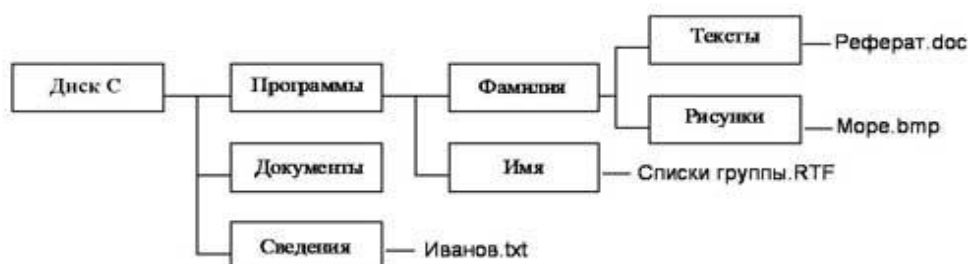 Тексты
Реферат.doc
Диск С
Программы
Фамилия
Рисунки
Море.bmp
Документы
Имя
Списки группы.RTF
Сведения
Иванов.txt